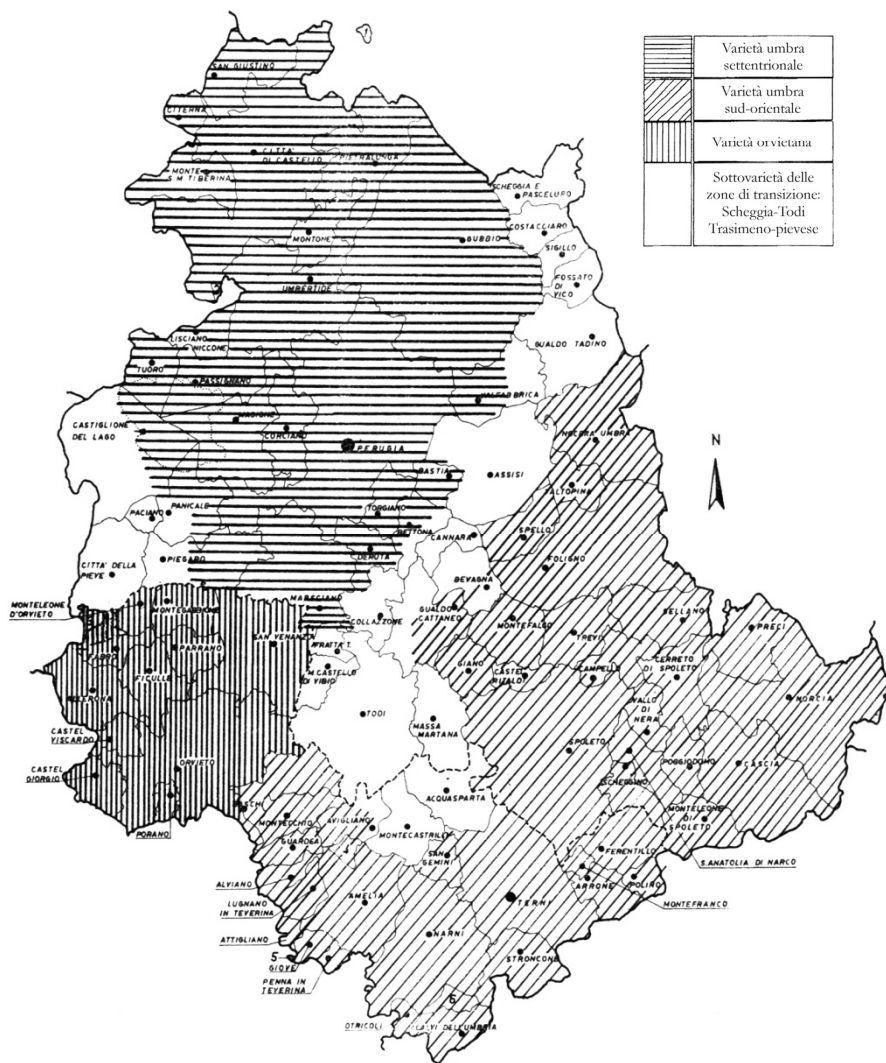 Varietà umbra
settentrionale
Varietà umbra
sud-orientale
Varietà orvietana
Sottovarietà delle
zone di transizione:
Scheggia-Todi
Trasimeno-pievese
N
SAN GIUSTINO
CITERNA
CITTA'
DI CASTELLO
PIETRALUNGA
MONTE
S.M. TIBERINA
SCHEGGIA E
PASCELUPO
MONTONE
COSTACCIARO
GUBBIO
SIGILLO
UMBERTIDE
FOSSATO
DI
VICO
LISCIANO
NICCONE
GUALDO TADINO
TUORO
PASSIGNANO
VALFABBRICA
CASTIGLIONE
DEL LAGO
MAGIONE
CORCIANO
PERUGIA
NOCERA UMBRA
BASTIA
ASSISI
VALTOPINA
PACIANO
PANICALE
TORGIANO
BETTONA
CANNARA
SPELLO
CITTA' DELLA
PIEVE
PIEGARO
DERUTA
FOLIGNO
BEVAGNA
MONTELEONE
D'ORVIETO
MONTEGABBIONE
MARSCIANO
COLLAZZONE
GUALDO
CATTANEO
MONTEFALCO
TREVI
SELLANO
PRECI
FABRO
PARRANO
SAN VENANZO
FRATTA T.
M. CASTELLO
DI VIBIO
GIANO
CASTEL
RITALDI
CAMPELLO
CERRETO
DI SPOLETO
FICULLE
NORCIA
VALLO
DI
NERA
CASTEL
VISCARDO
TODI
MASSA
MARTANA
SPOLETO
SCHEGGINO
POGGIODOMO
CASCIA
CASTEL
GIORGIO
ORVIETO
ACQUASPARTA
MONTELEONE
DI
SPOLETO
PORANO
MONTECCHIO
AVIGLIANO
MONTECASTRILLI
GUARDEA
SAN
GEMINI
FERENTILLO
S.ANATOLIA DI NARCO
ALVIANO
LUGNANO
IN TEVERINA
AMELIA
TERNI
ARRONE
POLINO
MONTEFRANCO
ATTIGLIANO
NARNI
5
GIOVE
STRONCONE
PENNA IN
TEVERINA
6
OTRICOLI
CALVI DELL'UMBRIA